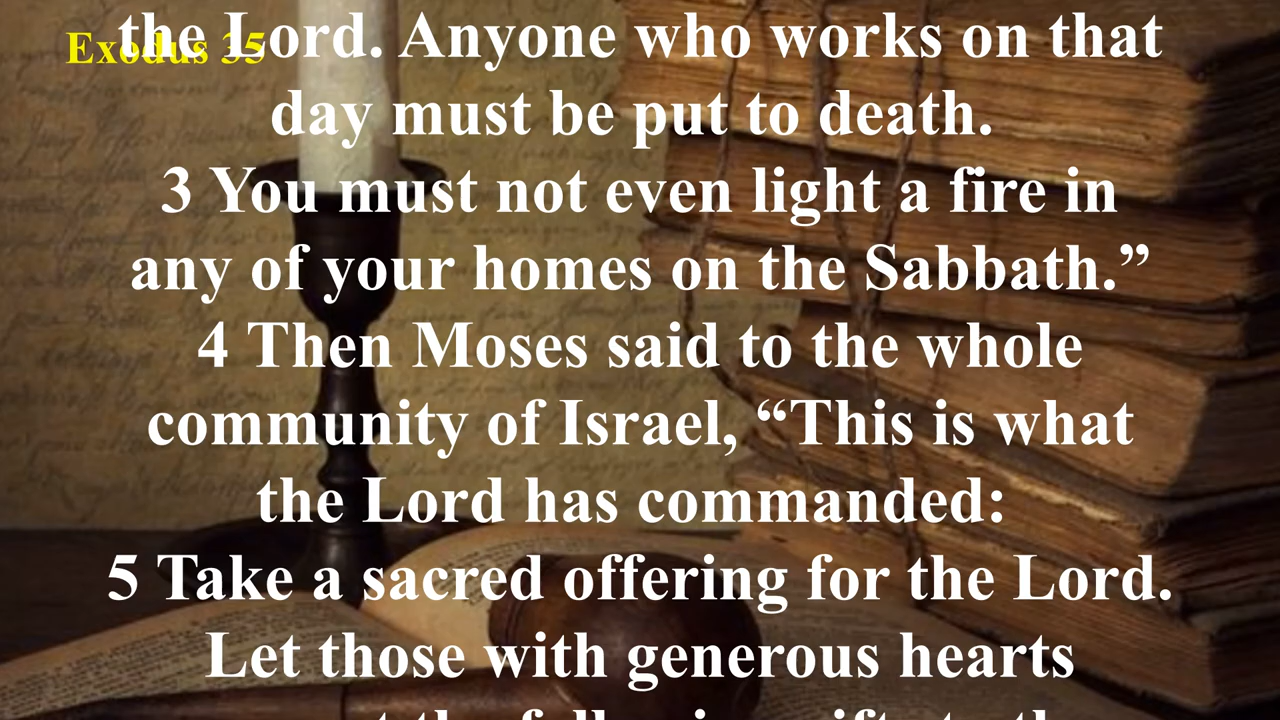 Exodus 35
the Lord. Anyone who works on that
day must be put to death.
3 You must not even light a fire in
any of your homes on the Sabbath.”
4 Then Moses said to the whole
community of Israel, “This is what
the Lord has commanded:
5 Take a sacred offering for the Lord.
Let those with generous hearts